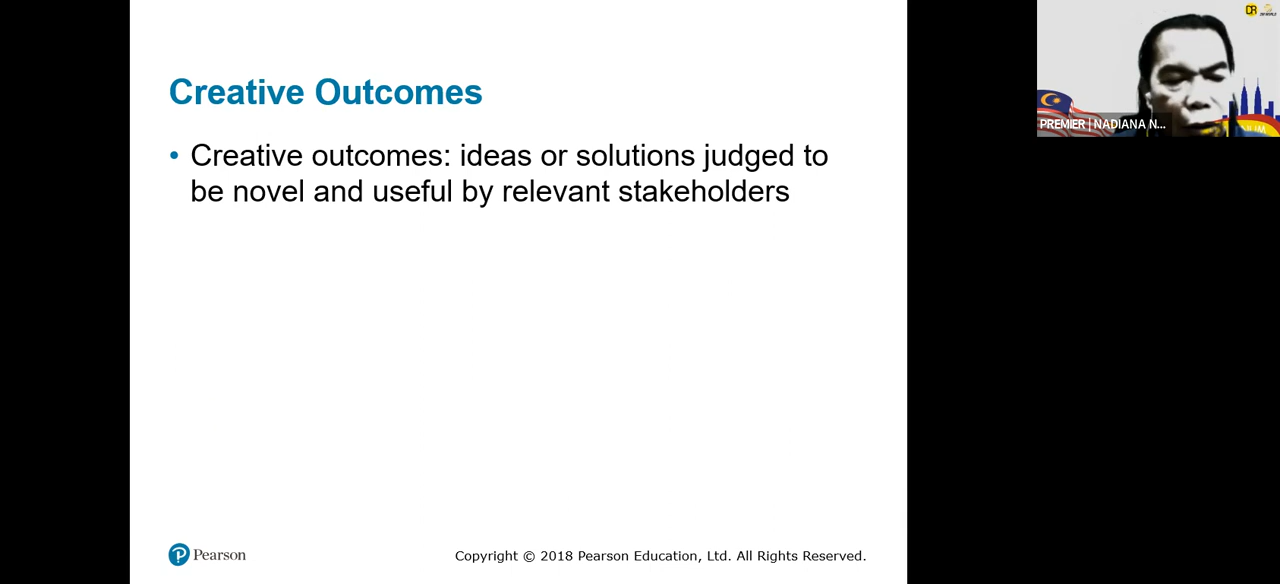 Creative Outcomes
• Creative outcomes: ideas or solutions judged to
be novel and useful by relevant stakeholders
Pearson
Copyright © 2018 Pearson Education, Ltd. All Rights Reserved.
DR
PREMIER | NADIANA N...